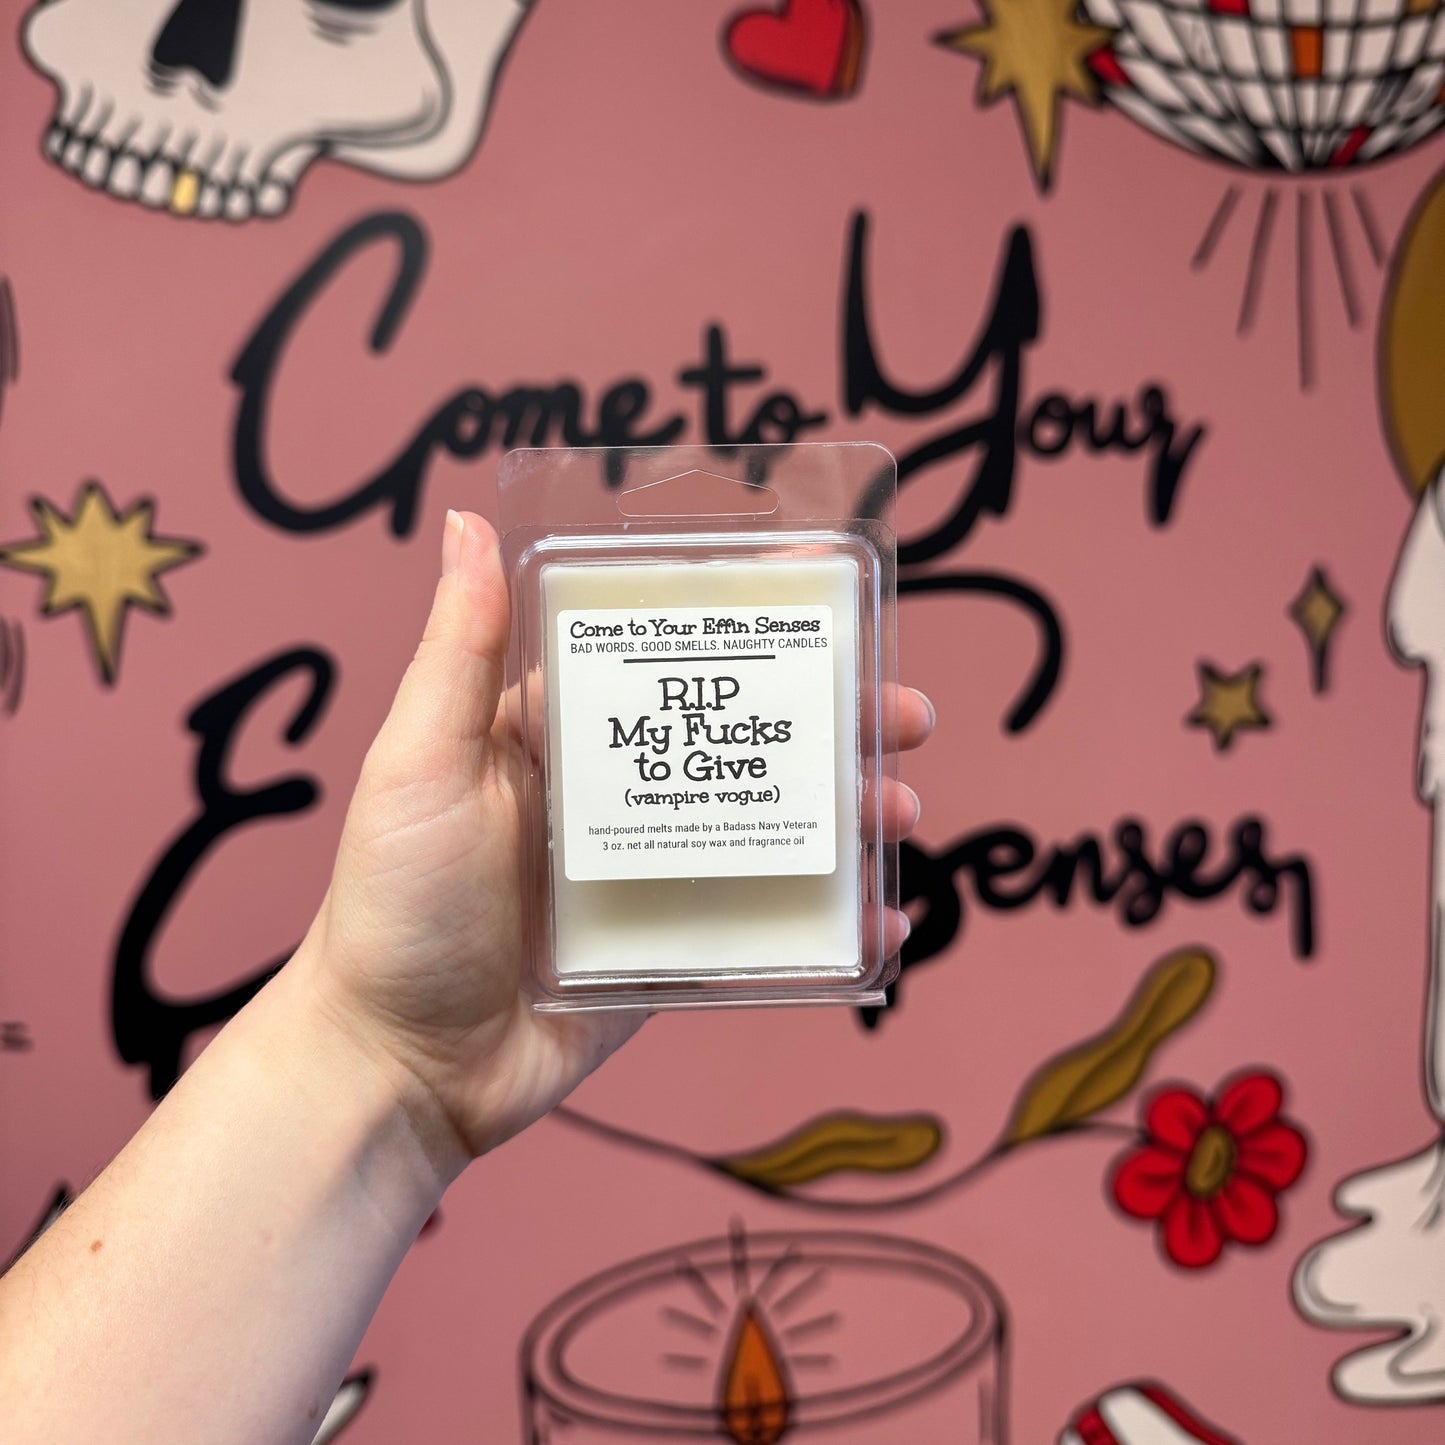 Come to Your
E senses
Come to Your Effin Senses
BAD WORDS. GOOD SMELLS. NAUGHTY CANDLES
R.I.P
My Fucks
to Give
(vampire vogue)
hand-poured melts made by a Badass Navy Veteran
3 oz. net all natural soy wax and fragrance oil